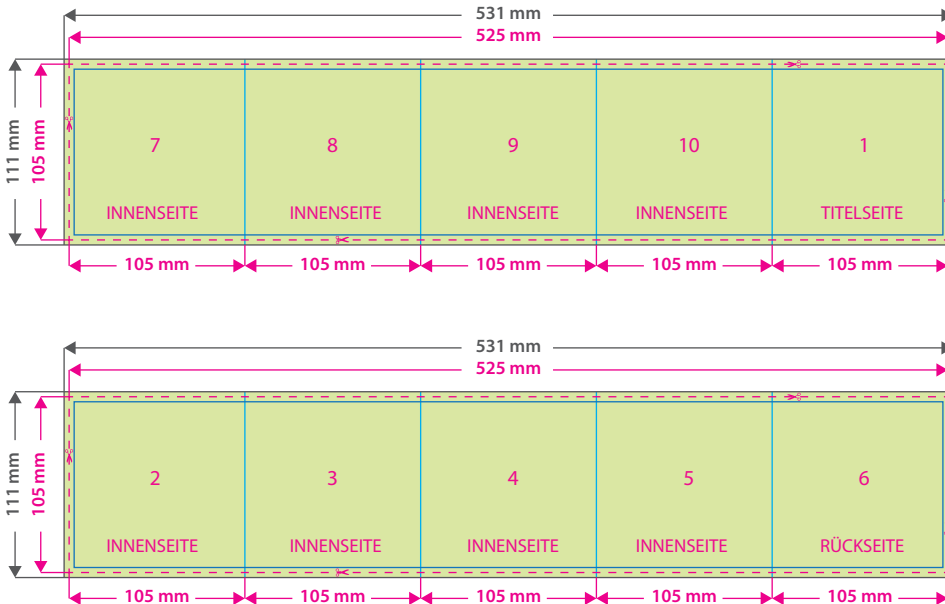 531 mm
525 mm
111 mm
105 mm
7 8 9 10 1
INNENSEITE INNENSEITE INNENSEITE INNENSEITE TITELSEITE
105 mm 105 mm 105 mm 105 mm 105 mm
531 mm
525 mm
111 mm
105 mm
2 3 4 5 6
INNENSEITE INNENSEITE INNENSEITE INNENSEITE RÜCKSEITE
105 mm 105 mm 105 mm 105 mm 105 mm